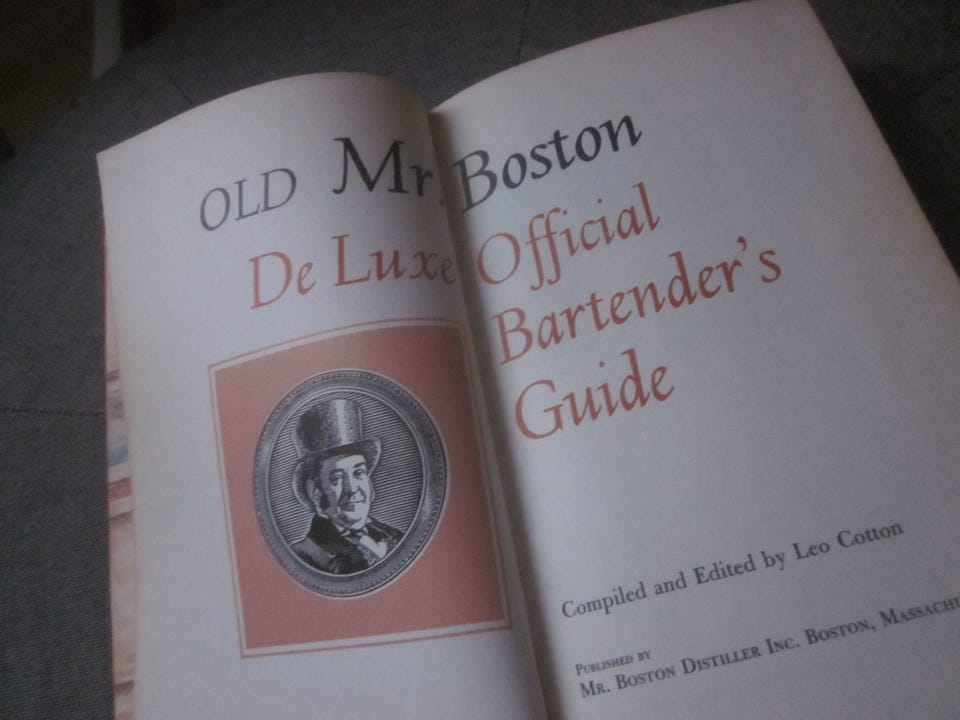 OLD Mr. Boston
De Luxe Official
Bartender's
Guide
Compiled and Edited by Leo Cotton
PUBLISHED BY
MR. BOSTON DISTILLER INC. BOSTON, MASSACHU